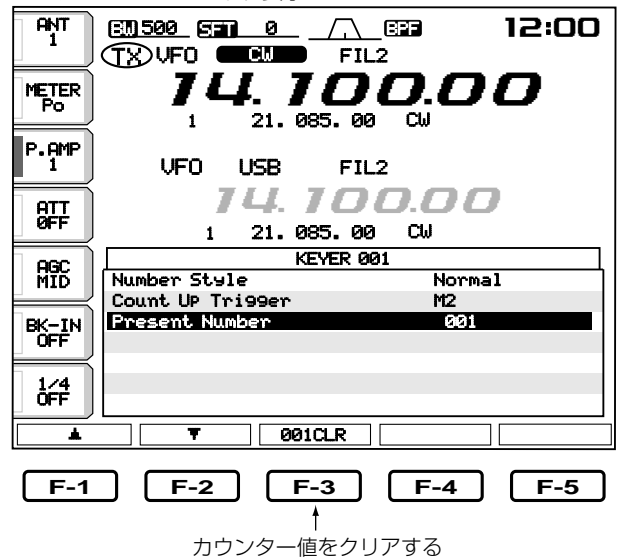 ANT
1
BW 500 SFT 0 BPF 12:00
TX VFO CW FIL2
METER
Po
14.100.00
1 21.085.00 CW
P.AMP
1
VFO USB FIL2
ATT
OFF
14.100.00
1 21.085.00 CW
AGC
MID
KEYER 001
Number Style Normal
Count Up Trigger M2
BK-IN
OFF
Present Number 001
1/4
OFF
▲ ▼ 001CLR
F-1 F-2 F-3 F-4 F-5
カウンター値をクリアする